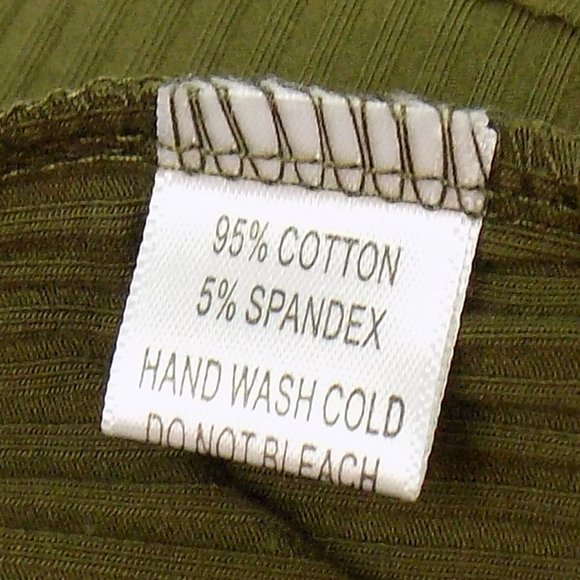 95% COTTON
5% SPANDEX
HAND WASH COLD
DO NOT BLEACH